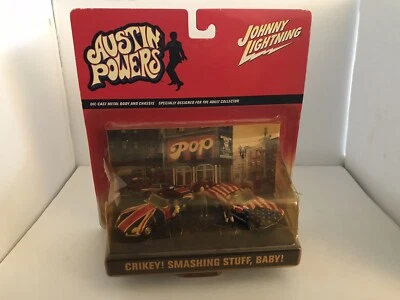 AUSTIN
POWERS
JOHNNY
LIGHTNING
DIE-CAST METAL BODY AND CHASSIS SPECIALLY DESIGNED FOR THE ADULT COLLECTOR
Pop
CRIKEY! SMASHING STUFF, BABY!